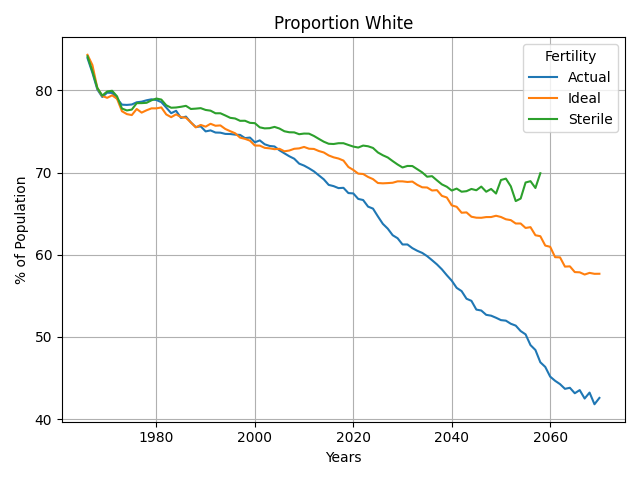 Proportion White
Fertility
Actual
Ideal
Sterile
% of Population
80
70
60
50
40
1980
2000
2020
2040
2060
Years